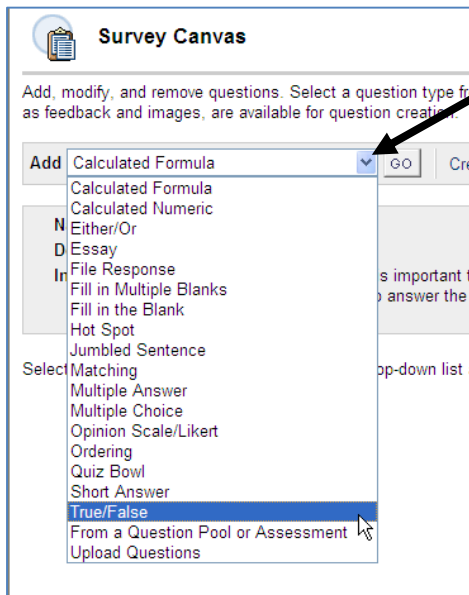 Survey Canvas
Add, modify, and remove questions. Select a question type
as feedback and images, are available for question creation.
Add Calculated Formula GO
Calculated Formula
Calculated Numeric
Either/Or
Essay
File Response
s important
Fill in Multiple Blanks
answer the
Fill in the Blank
Hot Spot
Jumbled Sentence
Select
Matching
op-down list
Multiple Answer
Multiple Choice
Opinion Scale/Likert
Ordering
Quiz Bowl
Short Answer
True/False
From a Question Pool or Assessment
Upload Questions